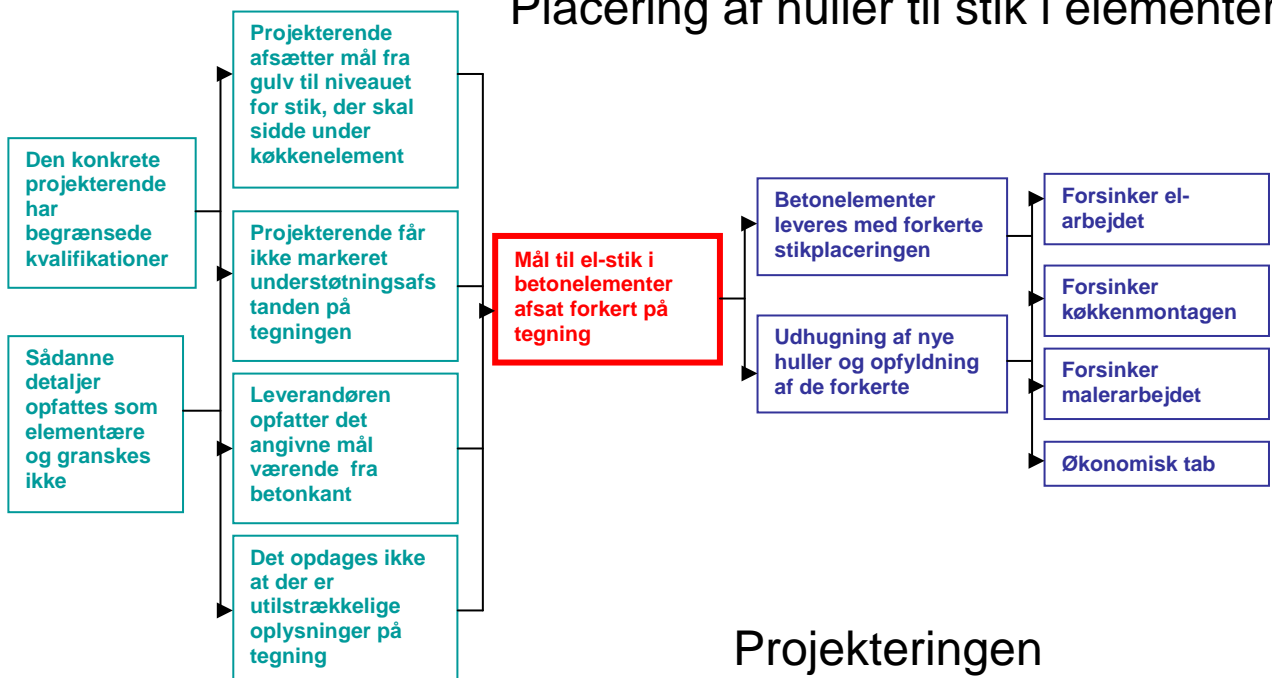 Placering af huller til stik i elementer
Den konkrete
projekterende
har
begrænsede
kvalifikationer
Sådanne
detaljer
opfattes som
elementære
og granskes
ikke
Projekterende
afsætter mål fra
gulv til niveauet
for stik, der skal
sidde under
køkkenelement
Projekterende får
ikke markeret
understøtningsafs
tanden på
tegningen
Leverandøren
opfatter det
angivne mål
værende fra
betonkant
Det opdages ikke
at der er
utilstrækkelige
oplysninger på
tegning
Mål til el-stik i
betonelementer
afsat forkert på
tegning
Betonelementer
leveres med forkerte
stikplaceringen
Udhugning af nye
huller og opfyldning
af de forkerte
Forsinker el-
arbejdet
Forsinker
køkkenmontagen
Forsinker
malerarbejdet
Økonomisk tab
Projekteringen